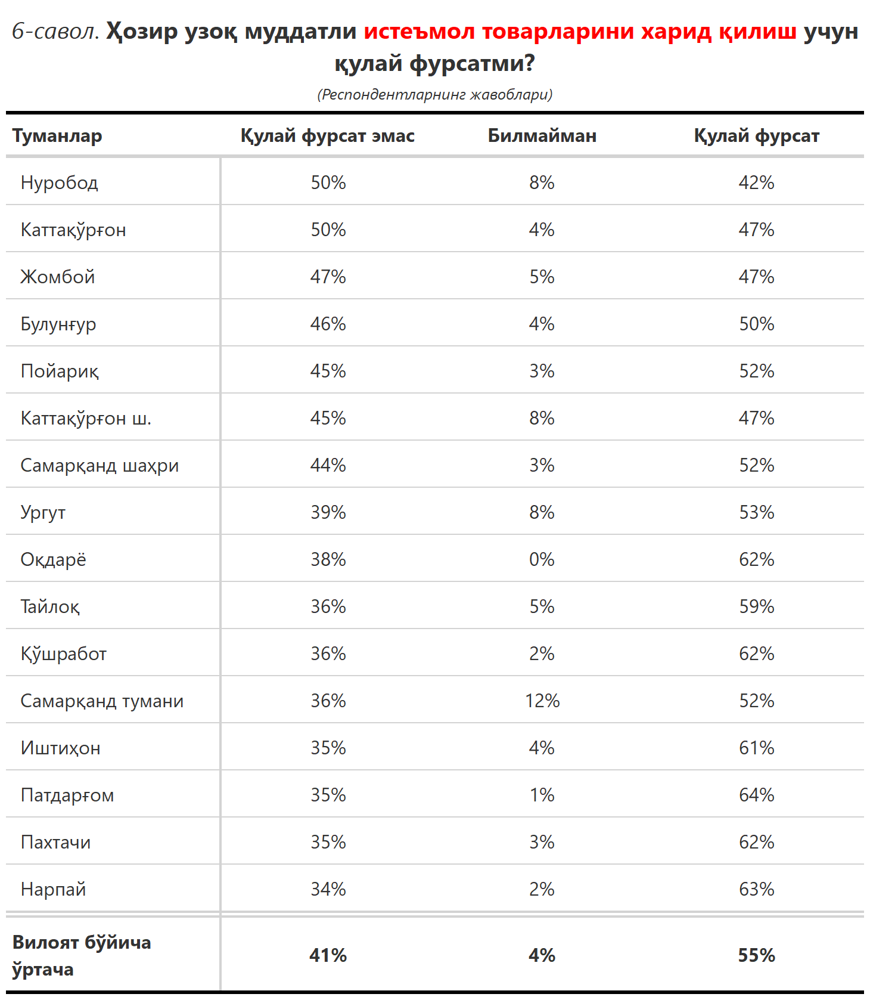 6-савол. Ҳозир узоқ муддатли истеъмол товарларини харид қилиш учун
қулай фурсатми?
(Респондентларнинг жавоблари)
Туманлар Қулай фурсат эмас Билмайман Қулай фурсат
Нуробод 50% 8% 42%
Каттақўрғон 50% 4% 47%
Жомбой 47% 5% 47%
Булунғур 46% 4% 50%
Пойариқ 45% 3% 52%
Каттақўрғон ш. 45% 8% 47%
Самарқанд шаҳри 44% 3% 52%
Ургут 39% 8% 53%
Оқдарё 38% 0% 62%
Тайлоқ 36% 5% 59%
Қўшработ 36% 2% 62%
Самарқанд тумани 36% 12% 52%
Иштиҳон 35% 4% 61%
Патдарғом 35% 1% 64%
Пахтачи 35% 3% 62%
Нарпай 34% 2% 63%
Вилоят бўйича
ўртача 41% 4% 55%